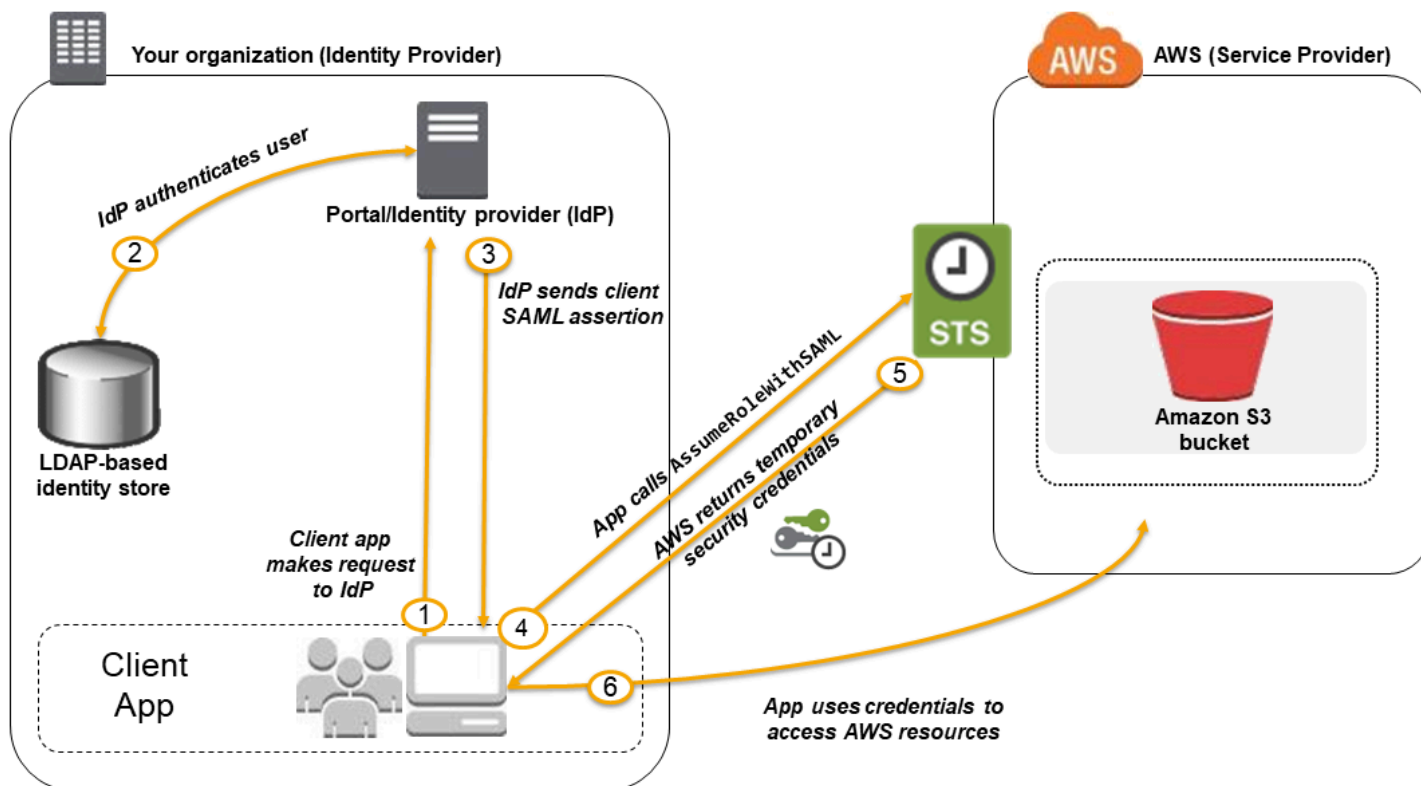 Your organization (Identity Provider)
AWS
AWS (Service Provider)
IdP authenticates user
Portal/Identity provider (IdP)
2
3
IdP sends client
SAML assertion
STS
LDAP-based
identity store
App calls AssumeRoleWithSAML
5
AWS returns temporary
security credentials
Amazon S3
bucket
Client app
makes request
to IdP
1
4
Client
App
6
App uses credentials to
access AWS resources